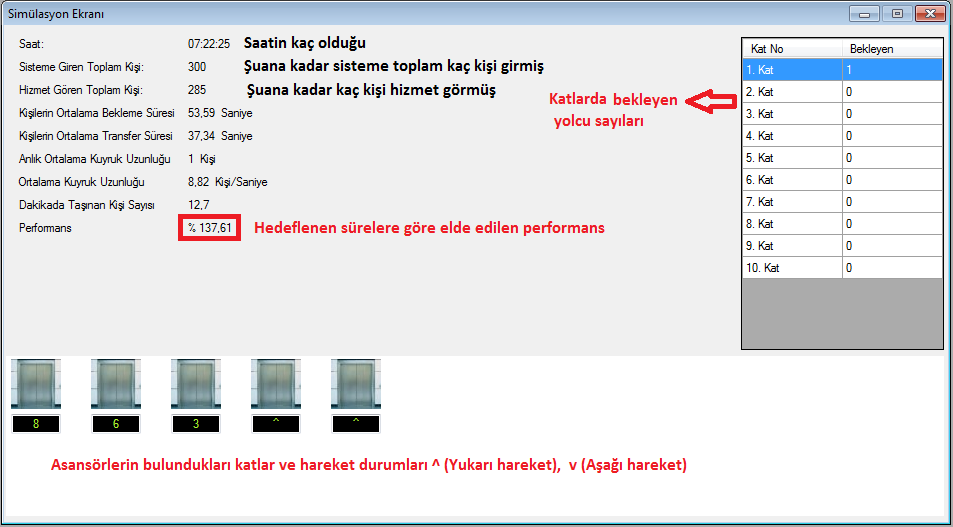 Simülasyon Ekranı
Saat: 07:22:25 Saatin kaç olduğu
Sisteme Giren Toplam Kişi: 300 Şuana kadar sisteme toplam kaç kişi girmiş
Hizmet Gören Toplam Kişi: 285 Şuana kadar kaç kişi hizmet görmüş
Kişilerin Ortalama Bekleme Süresi 53,59 Saniye
Kişilerin Ortalama Transfer Süresi 37,34 Saniye
Anlık Ortalama Kuyruk Uzunluğu 1 Kişi
Ortalama Kuyruk Uzunluğu 8,82 Kişi/Saniye
Dakikada Taşınan Kişi Sayısı 12,7
Performans % 137,61 Hedeflenen sürelere göre elde edilen performans
Katlarda bekleyen
yolcu sayıları
Kat No Bekleyen
1. Kat 1
2. Kat 0
3. Kat 0
4. Kat 0
5. Kat 0
6. Kat 0
7. Kat 0
8. Kat 0
9. Kat 0
10. Kat 0
8 6 3 ^ ^
Asansörlerin bulundukları katlar ve hareket durumları ^ (Yukarı hareket), v (Aşağı hareket)